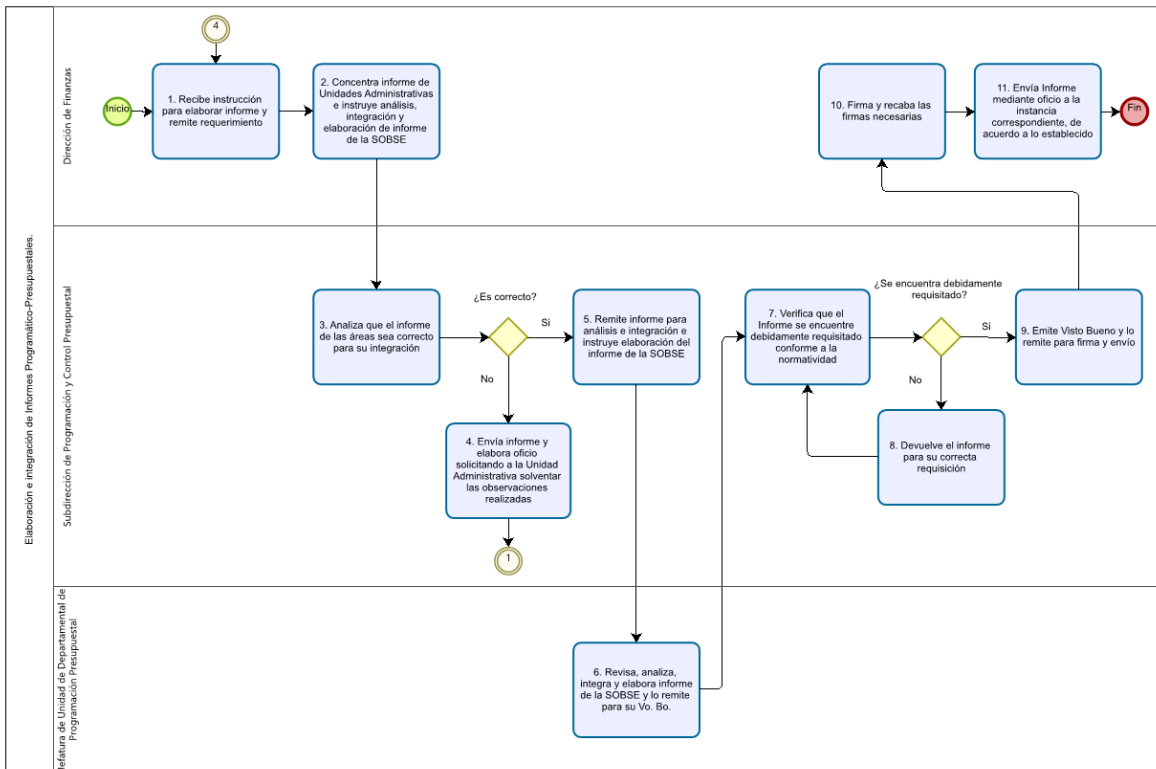 Elaboración e integración de Informes Programático-Presupuestales.
Dirección de Finanzas
4
Inicio
1. Recibe instrucción
para elaborar informe y
remite requerimiento
2. Concentra informe de
Unidades Administrativas
e instruye análisis,
integración y
elaboración de informe
de la SOBSE
10. Firma y recaba las
firmas necesarias
11. Envía Informe
mediante oficio a la
instancia
correspondiente, de
acuerdo a lo establecido
Fin
Subdirección de Programación y Control Presupuestal
3. Analiza que el informe
de las áreas sea correcto
para su integración
¿Es correcto?
Si
No
4. Envía informe y
elabora oficio
solicitando a la Unidad
Administrativa solventar
las observaciones
realizadas
1
5. Remite informe para
análisis e integración e
instruye elaboración del
informe de la SOBSE
7. Verifica que el
Informe se encuentre
debidamente requisitado
conforme a la
normatividad
¿Se encuentra debidamente
requisitado?
Si
No
8. Devuelve el informe
para su correcta
requisición
9. Emite Visto Bueno y lo
remite para firma y envío
efatura de Unidad de Departamental de
Programación Presupuestal
6. Revisa, analiza,
integra y elabora informe
de la SOBSE y lo remite
para su Vo. Bo.